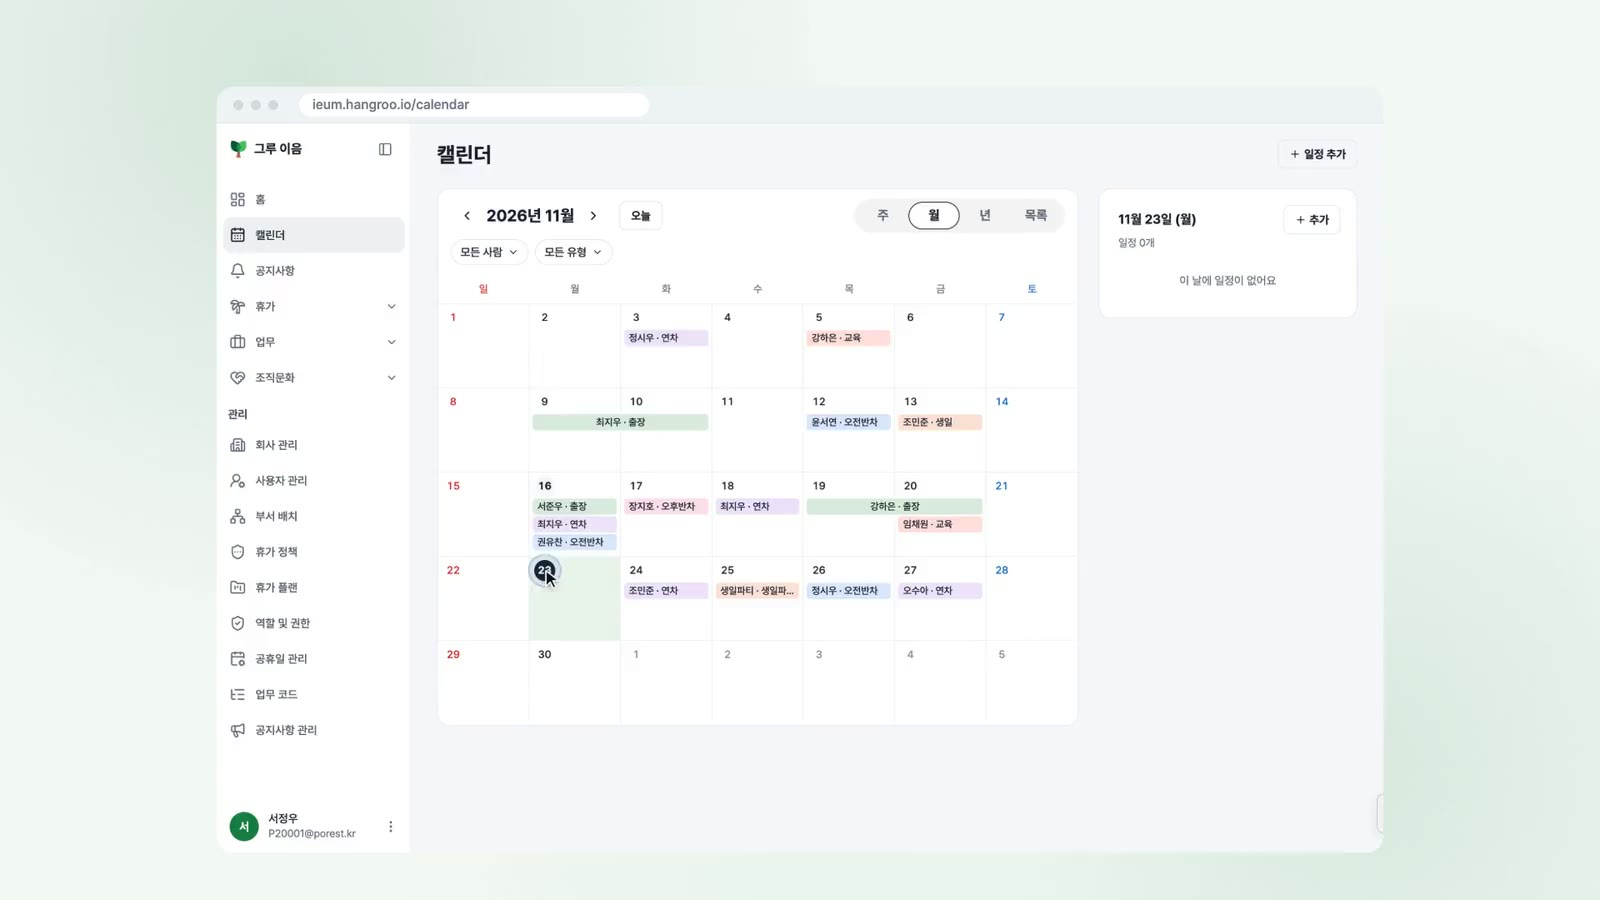 ieum.hangroo.io/calendar
그루 이음
홈
캘린더
공지사항
휴가
업무
조직문화
관리
회사 관리
사용자 관리
부서 배치
휴가 정책
휴가 플랜
역할 및 권한
공휴일 관리
업무 코드
공지사항 관리
서
서정우
P20001@porest.kr
캘린더
+ 일정 추가
2026년 11월
오늘
주 월 년 목록
모든 사람 모든 유형
일 월 화 수 목 금 토
1 2 3 4 5 6 7
정시우 · 연차 강하은 · 교육
8 9 10 11 12 13 14
최지우 · 출장 윤서연 · 오전반차 조민준 · 생일
15 16 17 18 19 20 21
서준우 · 출장 장지호 · 오후반차 최지우 · 연차 강하은 · 출장
최지우 · 연차 임채원 · 교육
권유찬 · 오전반차
22 23 24 25 26 27 28
조민준 · 연차 생일파티 · 생일파... 정시우 · 오전반차 오수아 · 연차
29 30 1 2 3 4 5
11월 23일 (월)
+ 추가
일정 0개
이 날에 일정이 없어요